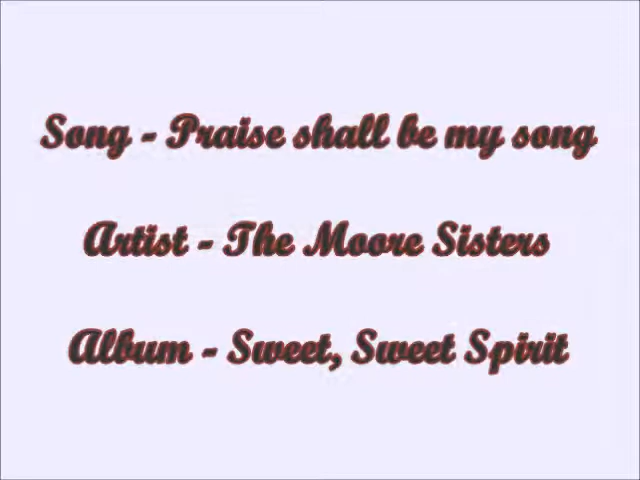 Song - Praise shall be my song
Artist - The Moore Sisters
Album - Sweet, Sweet Spirit